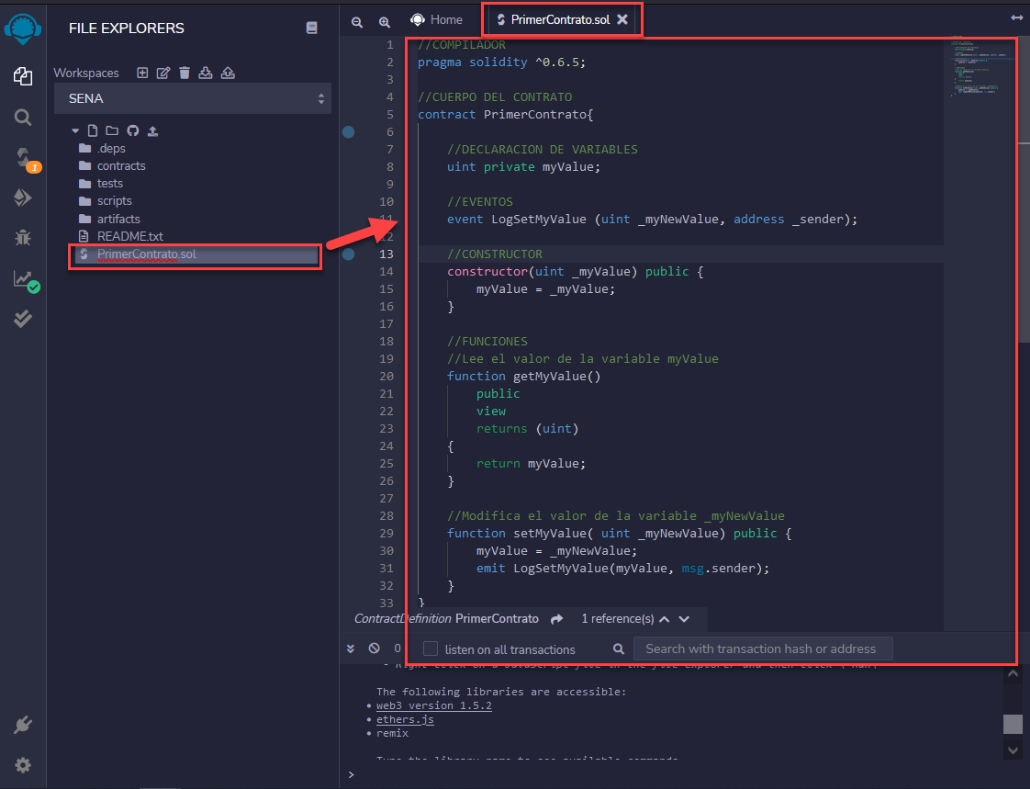 FILE EXPLORERS
Workspaces
SENA
.deps
contracts
tests
scripts
artifacts
README.txt
PrimerContrato.sol
1
Home
PrimerContrato.sol
1 //COMPILADOR
2 pragma solidity ^0.6.5;
3
4 //CUERPO DEL CONTRATO
5 contract PrimerContrato{
6
7 //DECLARACION DE VARIABLES
8 uint private myValue;
9
10 //EVENTOS
11 event LogSetMyValue (uint _myNewValue, address _sender);
12
13 //CONSTRUCTOR
14 constructor(uint _myValue) public {
15 myValue = _myValue;
16 }
17
18 //FUNCIONES
19 //Lee el valor de la variable myValue
20 function getMyValue()
21 public
22 view
23 returns (uint)
24 {
25 return myValue;
26 }
27
28 //Modifica el valor de la variable _myNewValue
29 function setMyValue( uint _myNewValue) public {
30 myValue = _myNewValue;
31 emit LogSetMyValue(myValue, msg.sender);
32 }
33 }
ContractDefinition PrimerContrato 1 reference(s)
0 listen on all transactions Search with transaction hash or address
The following libraries are accessible:
• web3 version 1.5.2
• ethers.js
• remix
>